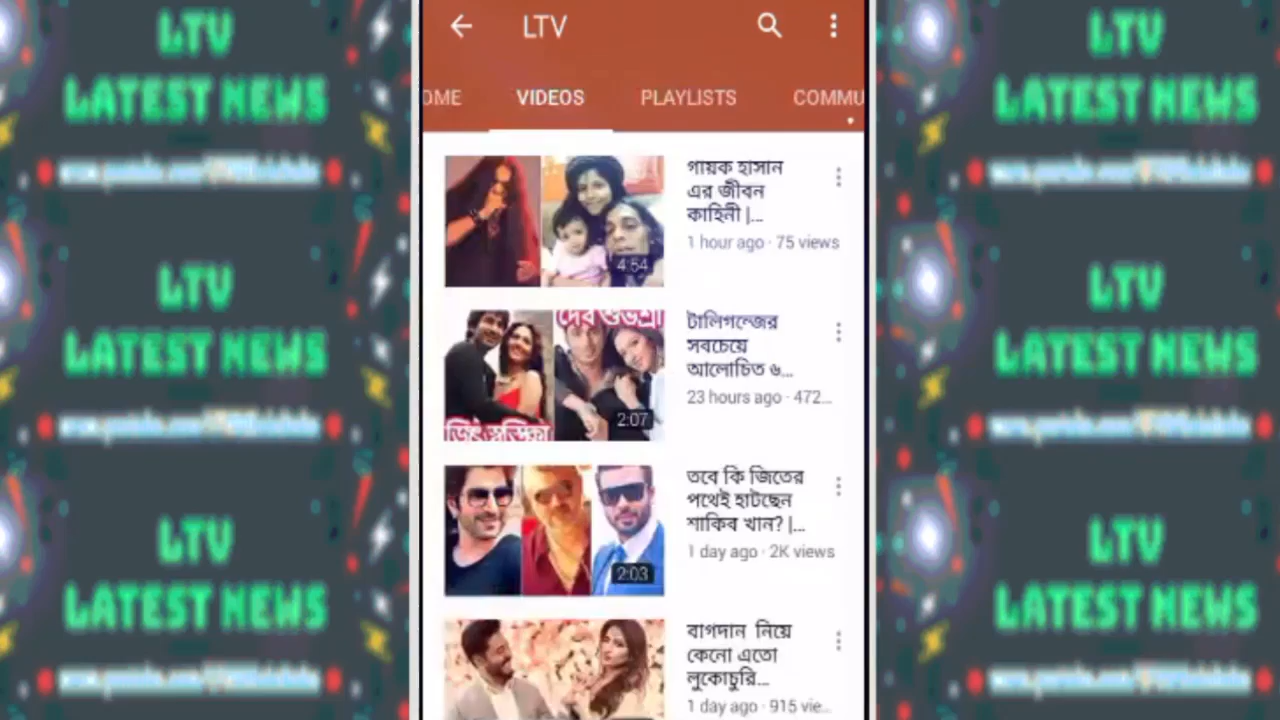 LTV
LATEST NEWS
LTV
LATEST NEWS
LTV
LATEST NEWS
LTV
OME VIDEOS PLAYLISTS COMMU
গায়ক হাসান
এর জীবন
কাহিনী |...
1 hour ago · 75 views
4:54
টালিগন্জের
সবচেয়ে
আলোচিত ৬...
23 hours ago · 472...
দেব শুভশ্রী
2:07
তবে কি জিতের
পথেই হাটছেন
শাকিব খান? |...
1 day ago · 2K views
2:03
বাগদান নিয়ে
কেনো এতো
লুকোচুরি...
1 day ago · 915 vie...
LTV
LATEST NEWS
LTV
LATEST NEWS
LTV
LATEST NEWS